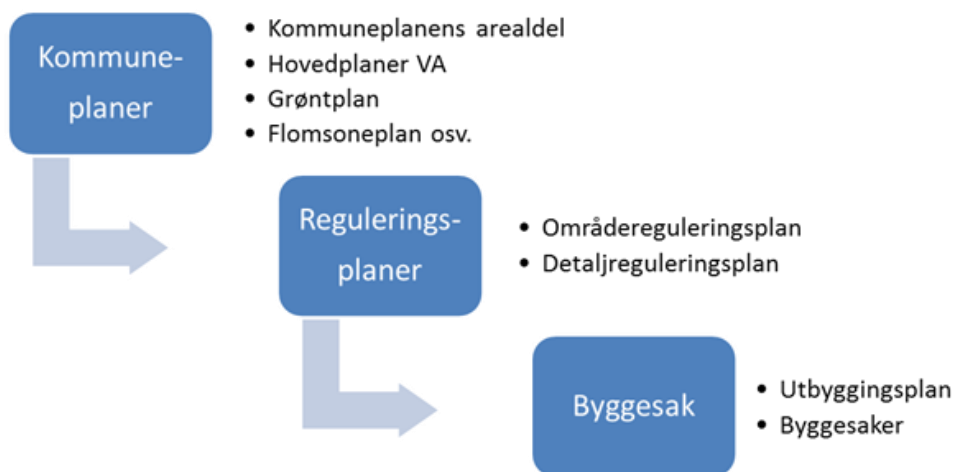 Kommune-
planer
• Kommuneplanens arealdel
• Hovedplaner VA
• Grøntplan
• Flomsoneplan osv.
Regulerings-
planer
• Områdereguleringsplan
• Detaljreguleringsplan
Byggesak
• Utbyggingsplan
• Byggesaker